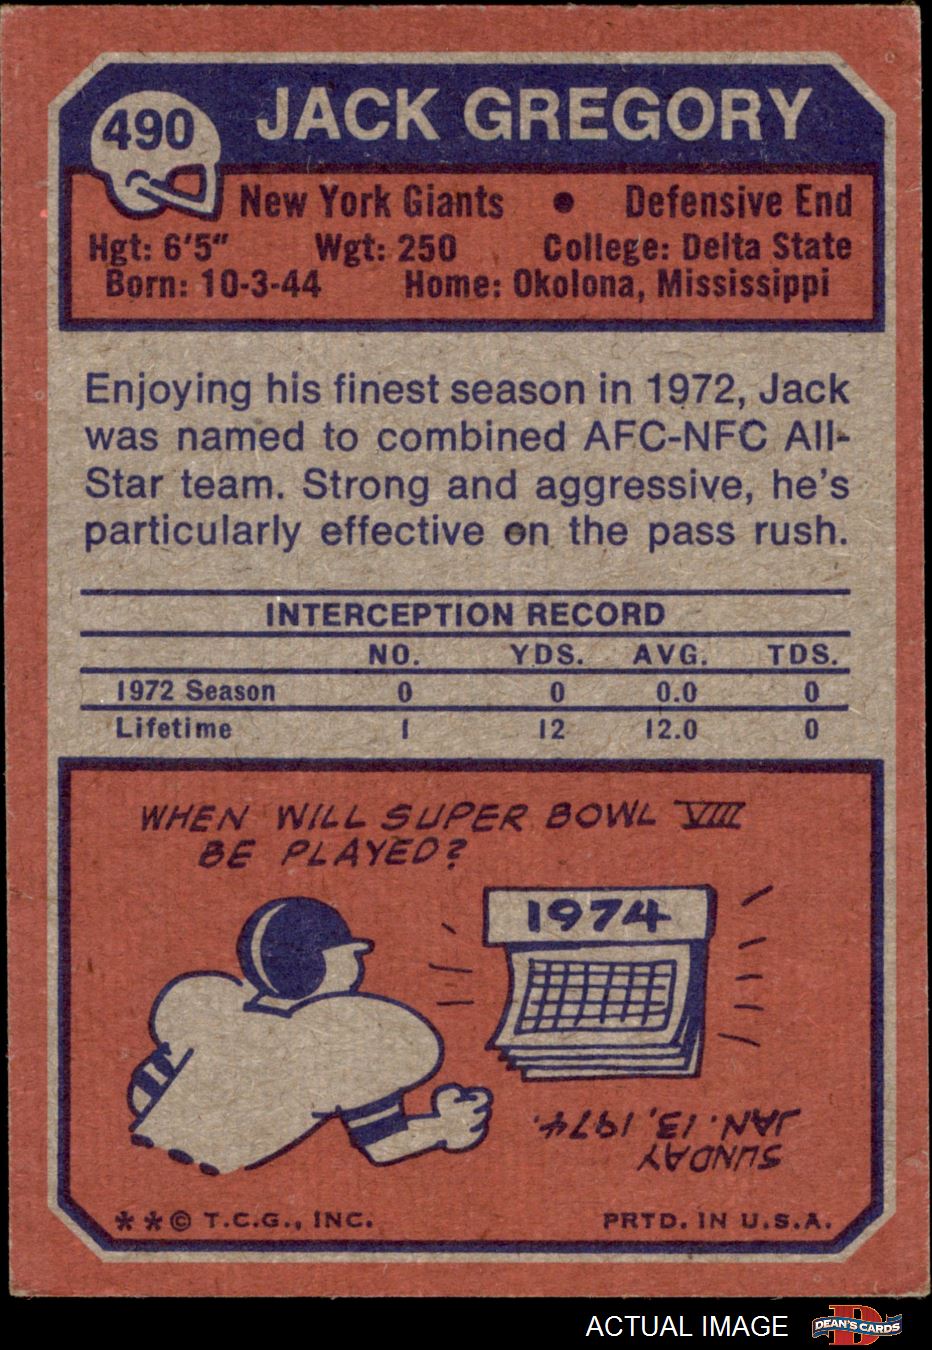 490
JACK GREGORY
New York Giants • Defensive End
Hgt: 6'5" Wgt: 250 College: Delta State
Born: 10-3-44 Home: Okolona, Mississippi
Enjoying his finest season in 1972, Jack
was named to combined AFC-NFC All-
Star team. Strong and aggressive, he's
particularly effective on the pass rush.
INTERCEPTION RECORD
NO. YDS. AVG. TDS.
1972 Season 0 0 0.0 0
Lifetime 1 12 12.0 0
WHEN WILL SUPER BOWL VIII
BE PLAYED?
1974
SUNDAY
JAN. 13, 1974.
**© T.C.G., INC. PRTD. IN U.S.A.
ACTUAL IMAGE
D
DEAN'S CARDS